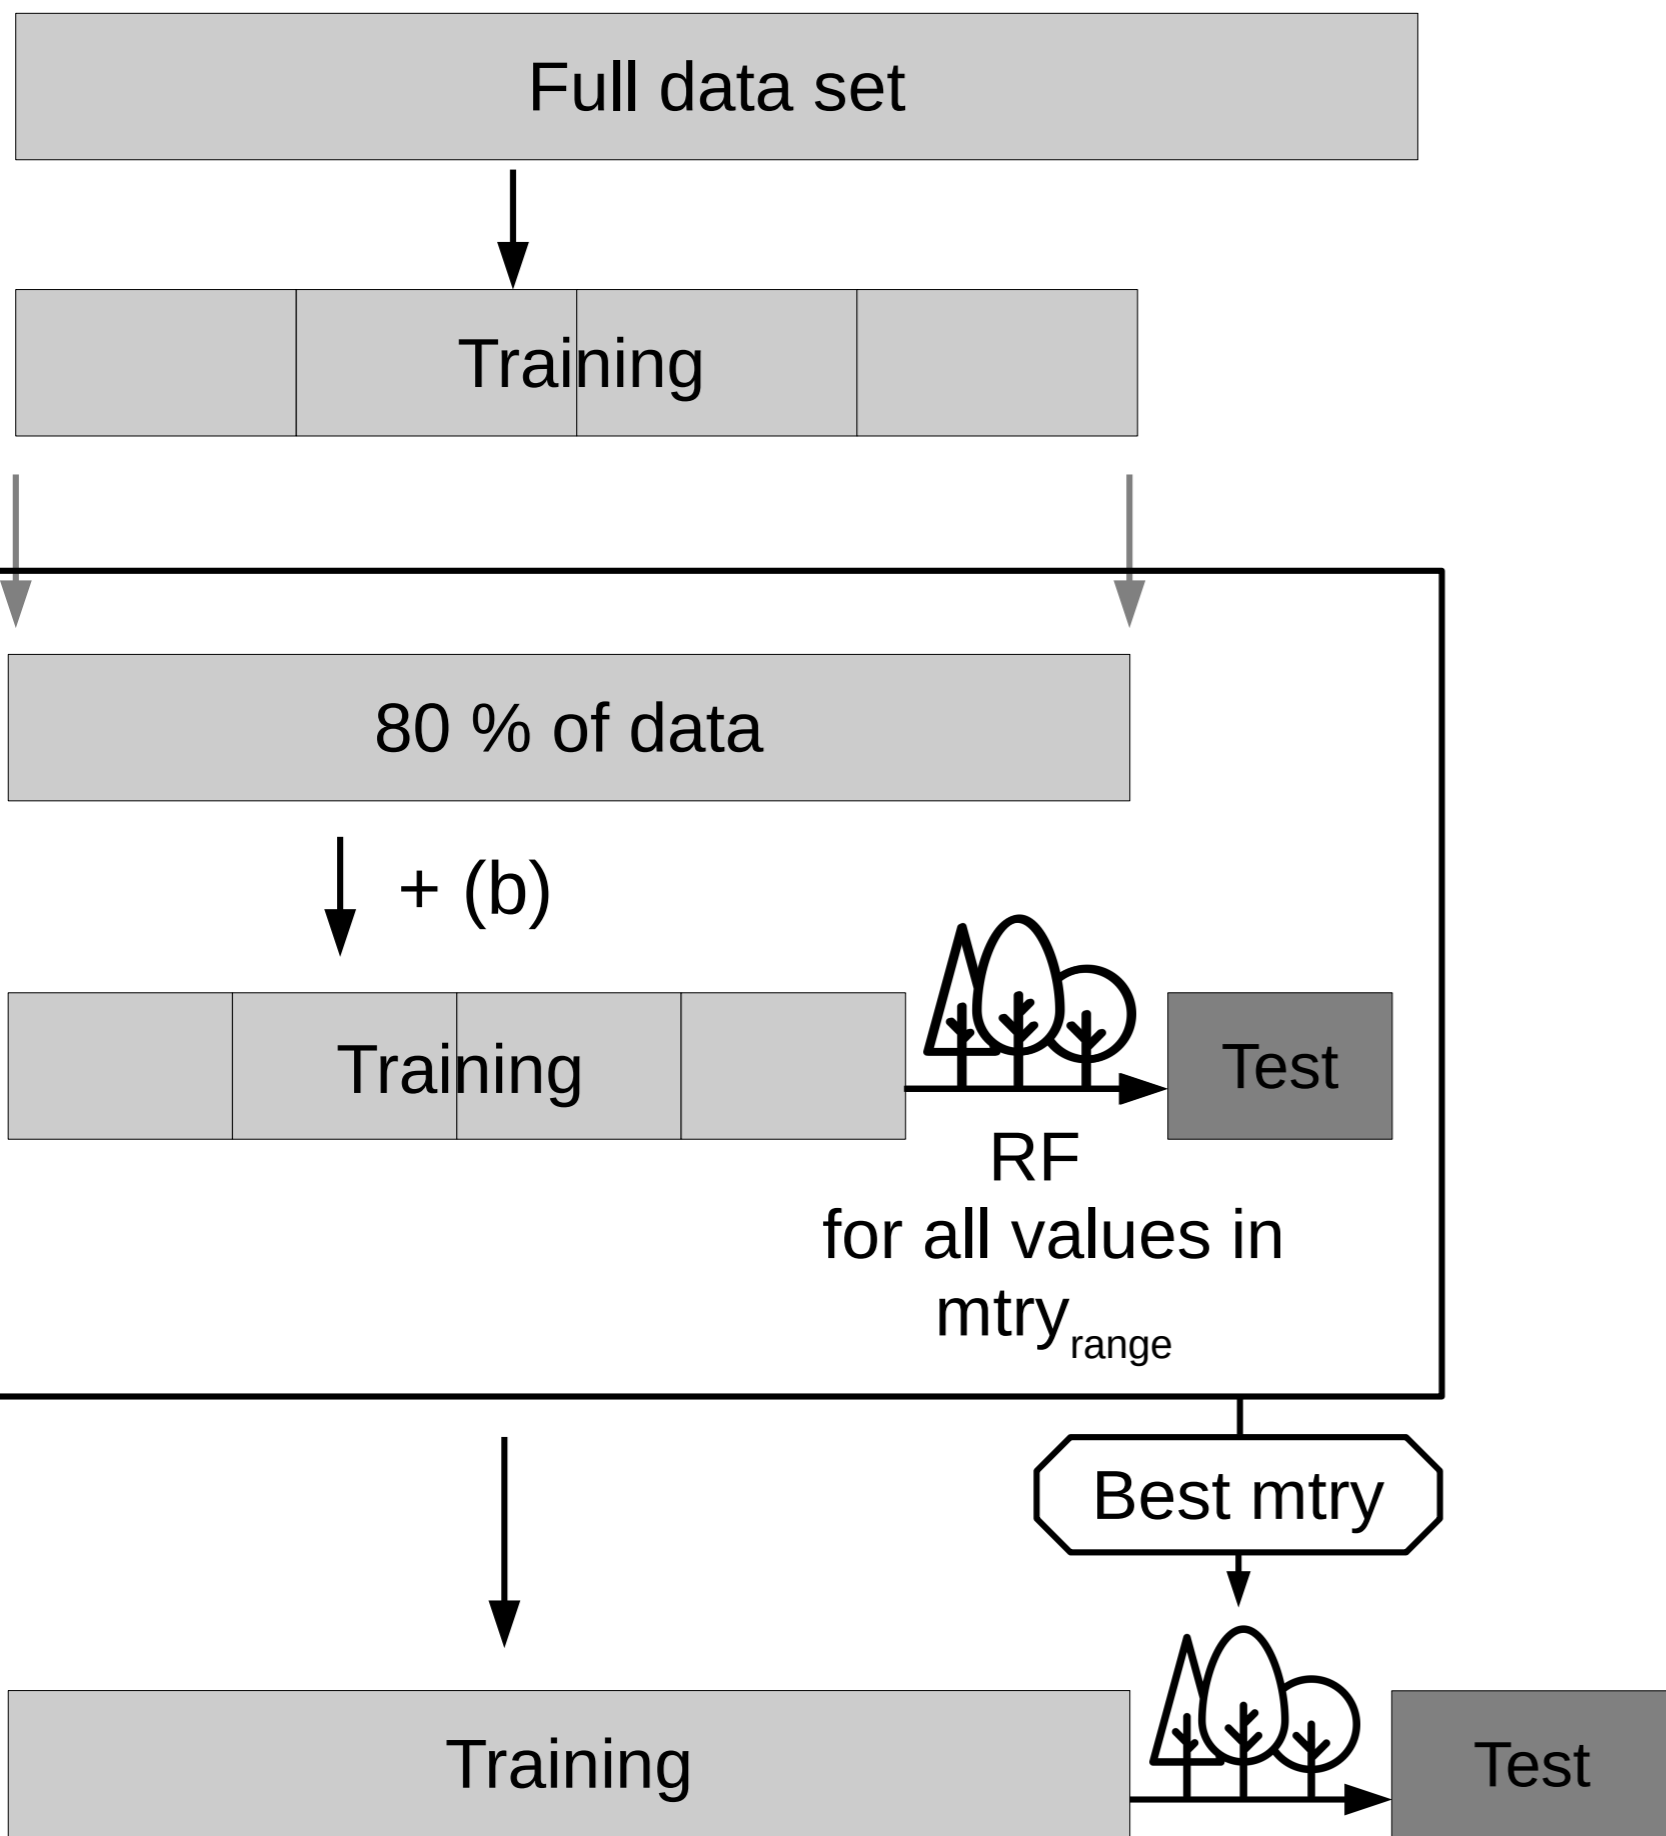 Full data set
Training
80 % of data
+ (b)
Training
Test
RF
for all values in
mtryrange
Best mtry
Training
Test